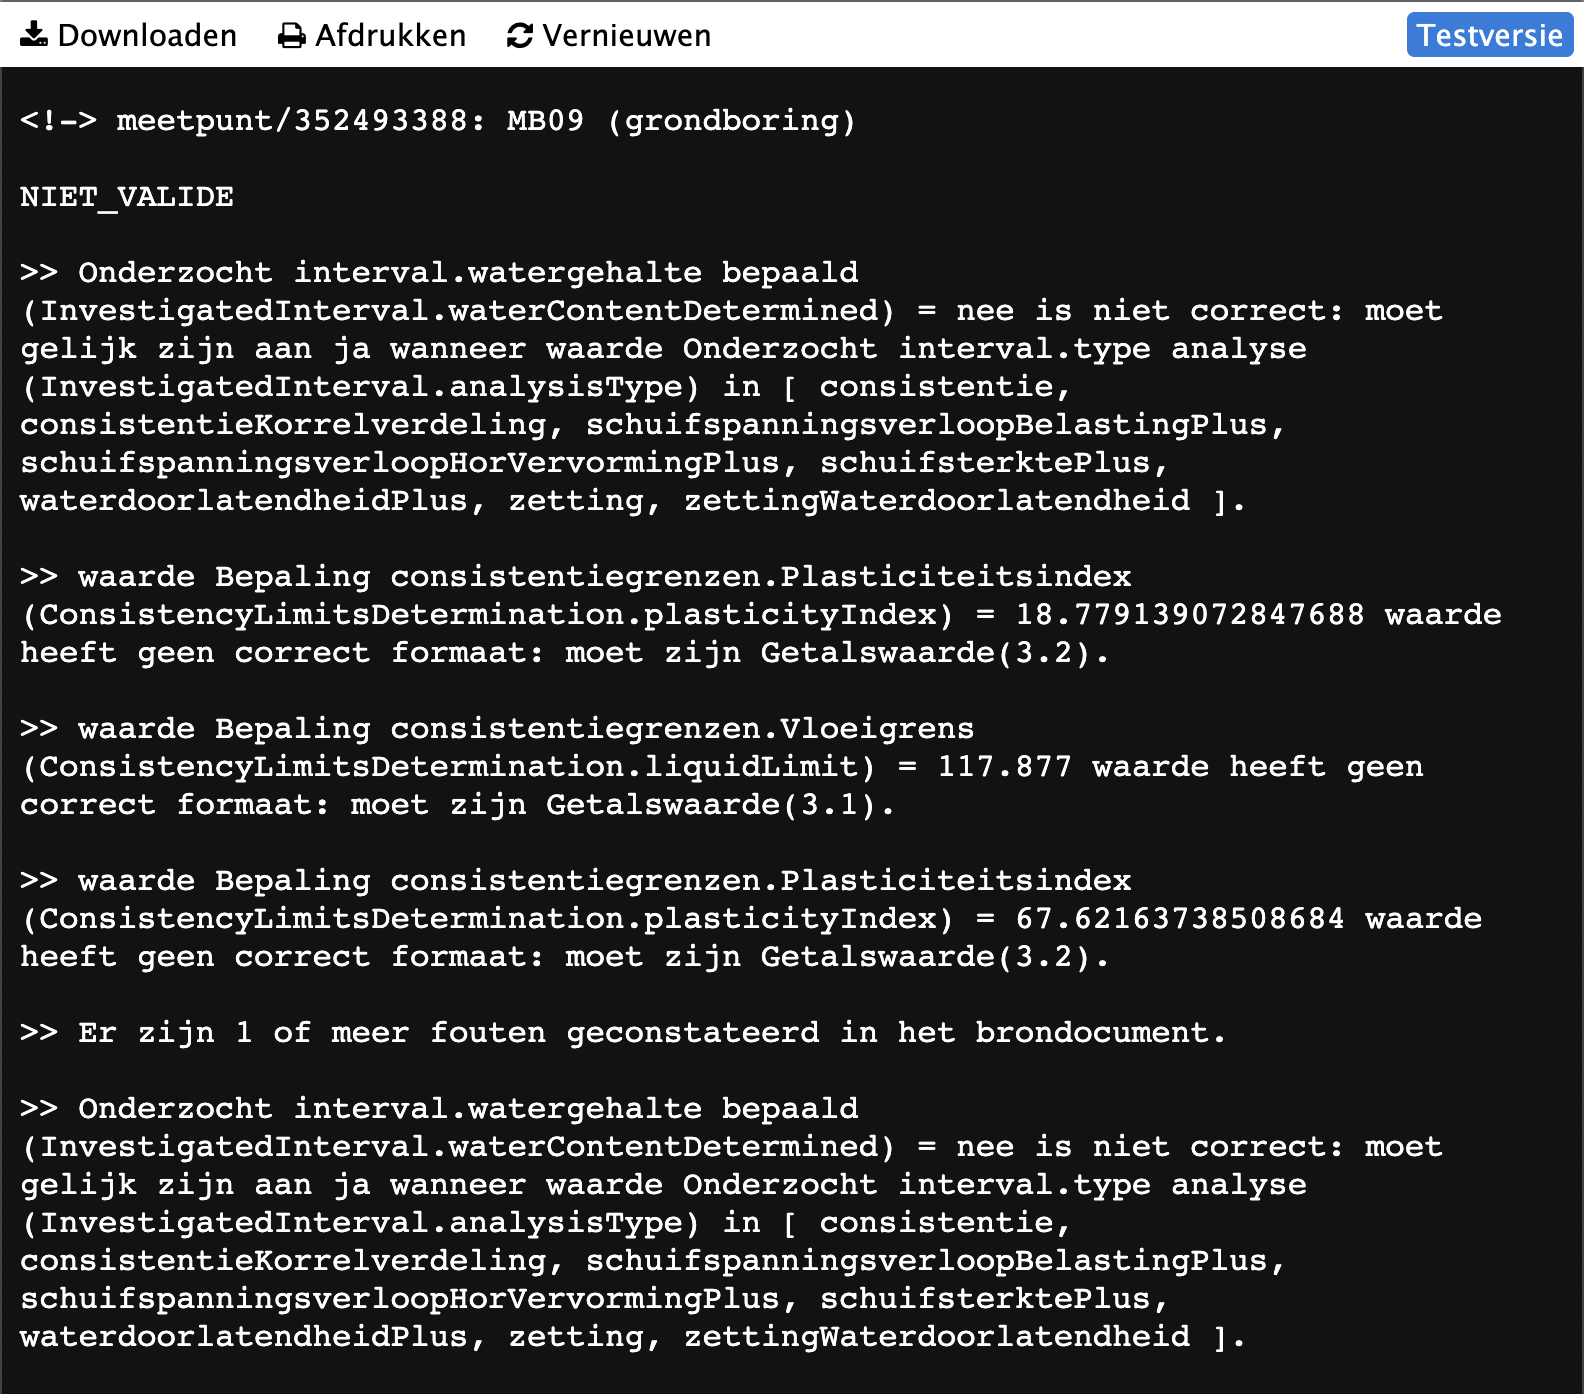 Downloaden Afdrukken Vernieuwen Testversie
<!-> meetpunt/352493388: MB09 (grondboring)
NIET_VALIDE
>> Onderzocht interval.watergehalte bepaald
(InvestigatedInterval.waterContentDetermined) = nee is niet correct: moet
gelijk zijn aan ja wanneer waarde Onderzocht interval.type analyse
(InvestigatedInterval.analysisType) in [ consistentie,
consistentieKorrelverdeling, schuifspanningsverloopBelastingPlus,
schuifspanningsverloopHorVervormingPlus, schuifsterktePlus,
waterdoorlatendheidPlus, zetting, zettingWaterdoorlatendheid ].
>> waarde Bepaling consistentiegrenzen.Plasticiteitsindex
(ConsistencyLimitsDetermination.plasticityIndex) = 18.779139072847688 waarde
heeft geen correct formaat: moet zijn Getalswaarde(3.2).
>> waarde Bepaling consistentiegrenzen.Vloeigrens
(ConsistencyLimitsDetermination.liquidLimit) = 117.877 waarde heeft geen
correct formaat: moet zijn Getalswaarde(3.1).
>> waarde Bepaling consistentiegrenzen.Plasticiteitsindex
(ConsistencyLimitsDetermination.plasticityIndex) = 67.62163738508684 waarde
heeft geen correct formaat: moet zijn Getalswaarde(3.2).
>> Er zijn 1 of meer fouten geconstateerd in het brondocument.
>> Onderzocht interval.watergehalte bepaald
(InvestigatedInterval.waterContentDetermined) = nee is niet correct: moet
gelijk zijn aan ja wanneer waarde Onderzocht interval.type analyse
(InvestigatedInterval.analysisType) in [ consistentie,
consistentieKorrelverdeling, schuifspanningsverloopBelastingPlus,
schuifspanningsverloopHorVervormingPlus, schuifsterktePlus,
waterdoorlatendheidPlus, zetting, zettingWaterdoorlatendheid ].